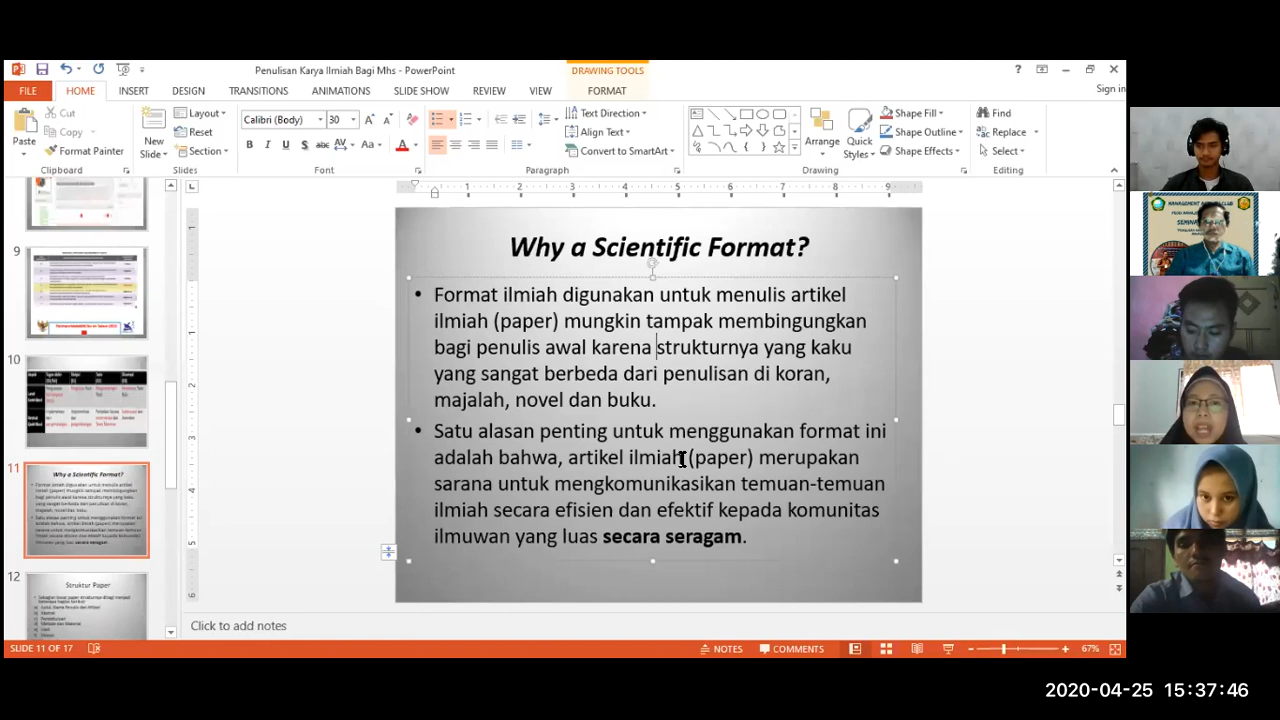 Penulisan Karya Ilmiah Bagi Mhs - PowerPoint
DRAWING TOOLS
Sign in
FILE HOME INSERT DESIGN TRANSITIONS ANIMATIONS SLIDE SHOW REVIEW VIEW FORMAT
Paste
Cut
Copy
Format Painter
Clipboard
New Slide
Layout
Reset
Section
Slides
Calibri (Body) 30
Font
Text Direction
Align Text
Convert to SmartArt
Paragraph
Arrange
Quick Styles
Shape Fill
Shape Outline
Shape Effects
Drawing
Find
Replace
Select
Editing
9
10
11
Why a Scientific Format?
12
Struktur Paper
Why a Scientific Format?
• Format ilmiah digunakan untuk menulis artikel
ilmiah (paper) mungkin tampak membingungkan
bagi penulis awal karena strukturnya yang kaku
yang sangat berbeda dari penulisan di koran,
majalah, novel dan buku.
• Satu alasan penting untuk menggunakan format ini
adalah bahwa, artikel ilmiah (paper) merupakan
sarana untuk mengkomunikasikan temuan-temuan
ilmiah secara efisien dan efektif kepada komunitas
ilmuwan yang luas secara seragam.
Click to add notes
SLIDE 11 OF 17
NOTES
COMMENTS
67%
2020-04-25 15:37:46